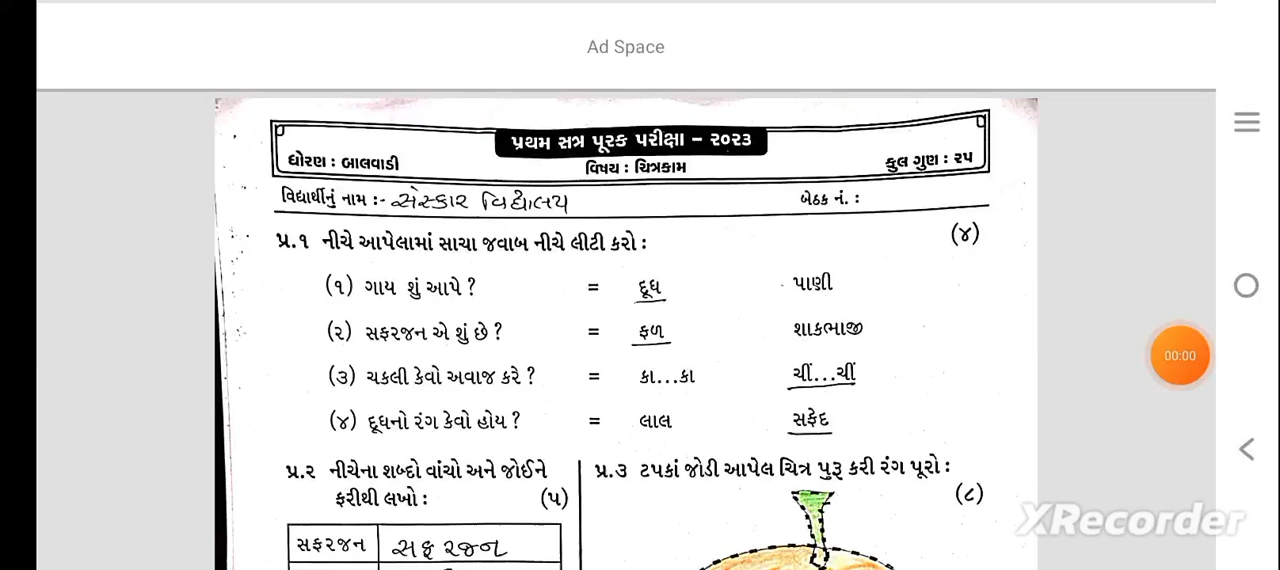 Ad Space
પ્રથમ સત્ર પૂરક પરીક્ષા - ૨૦૨૩
ધોરણ : બાલવાડી
વિષય : ચિત્રકામ
કુલ ગુણ : ૨૫
વિદ્યાર્થીનું નામ :- સંસ્કાર વિદ્યાલય
બેઠક નં. :
પ્ર.૧ નીચે આપેલામાં સાચા જવાબ નીચે લીટી કરો : (૪)
(૧) ગાય શું આપે ? = દૂધ પાણી
(૨) સફરજન એ શું છે ? = ફળ શાકભાજી
(૩) ચકલી કેવો અવાજ કરે ? = કા...કા ચીં...ચીં
(૪) દૂધનો રંગ કેવો હોય ? = લાલ સફેદ
પ્ર.૨ નીચેના શબ્દો વાંચો અને જોઈને
ફરીથી લખો : (૫)
સફરજન સફરજન
પ્ર.૩ ટપકાં જોડી આપેલ ચિત્ર પુરૂ કરી રંગ પૂરો :
(૮)
00:00
XRecorder